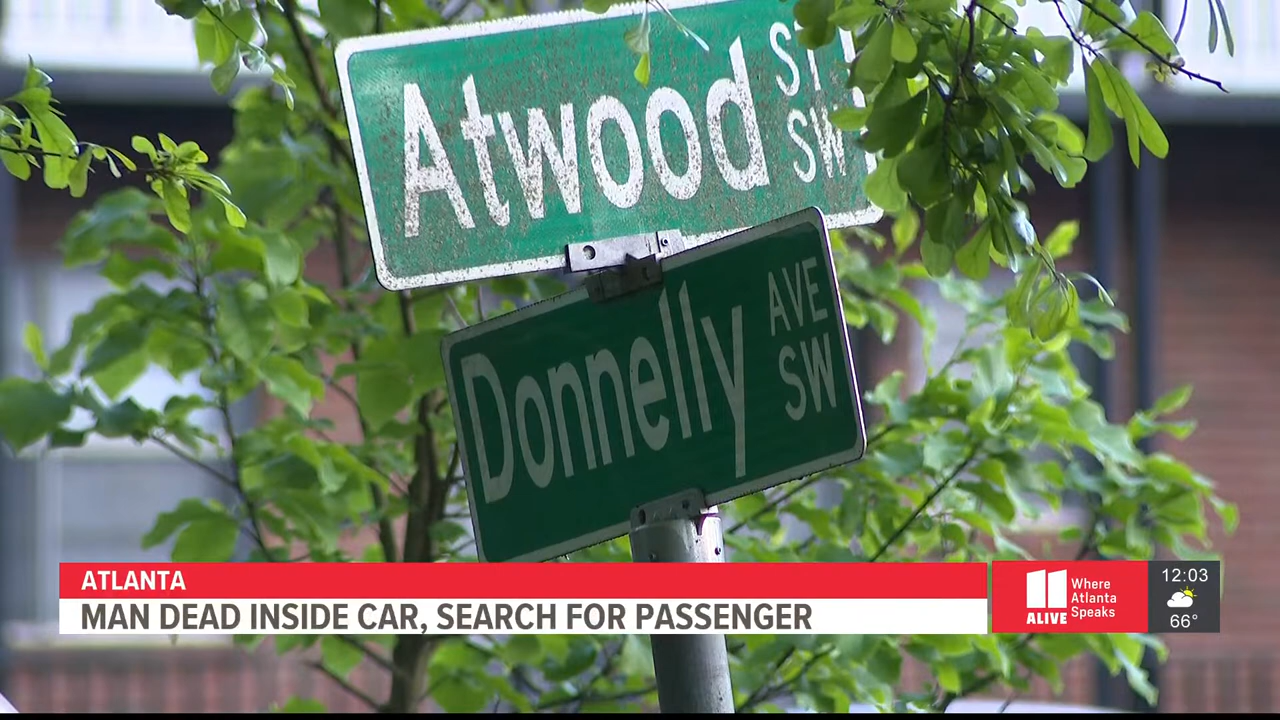 Atwood ST
SW
Donnelly AVE
SW
ATLANTA
MAN DEAD INSIDE CAR, SEARCH FOR PASSENGER
11
ALIVE
Where
Atlanta
Speaks
12:03
66°